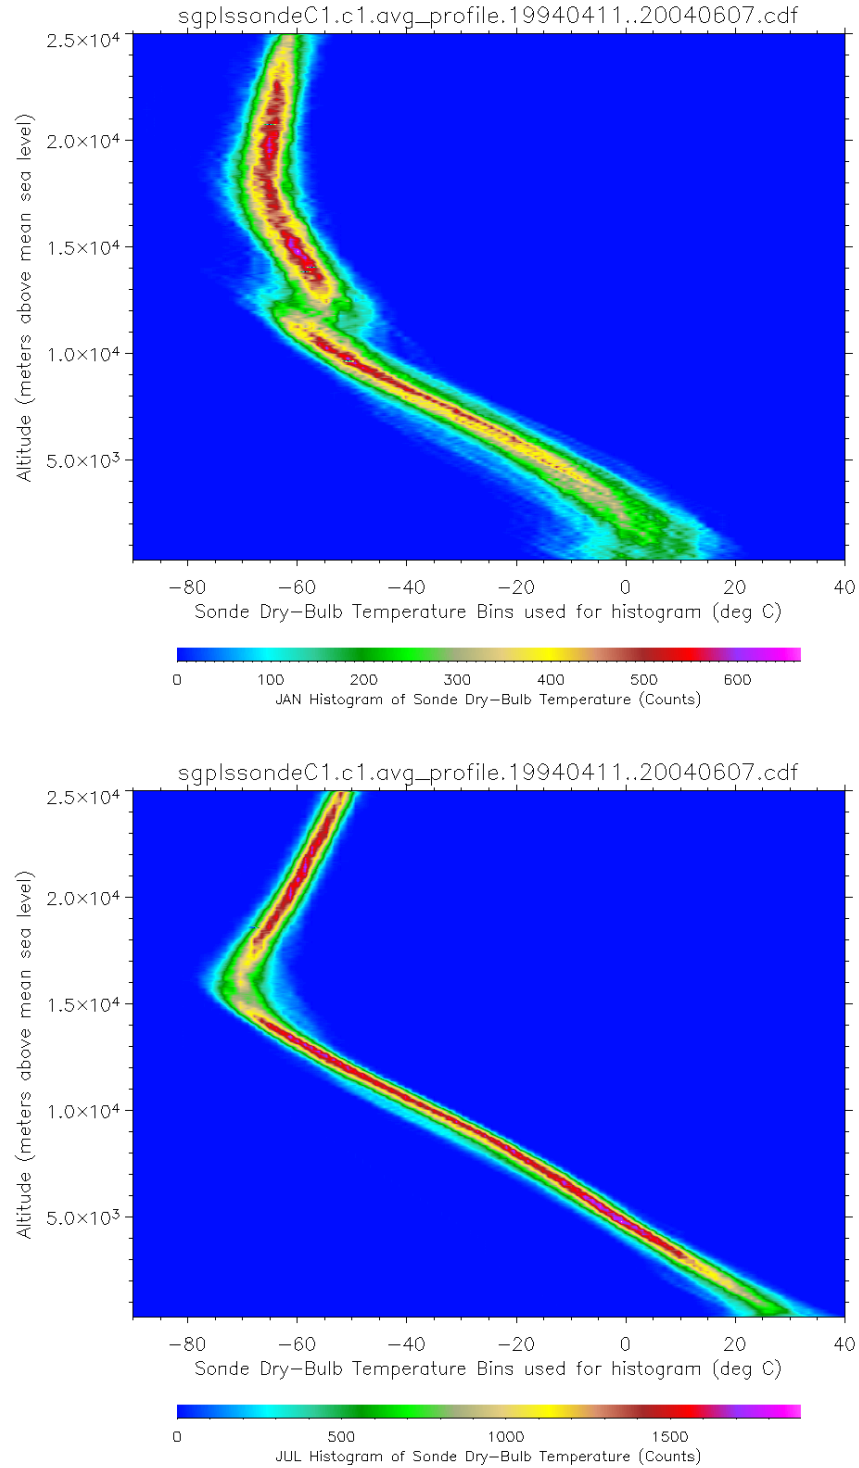 sgplssondeC1.c1.avg_profile.19940411..20040607.cdf
2.5×10⁴
2.0×10⁴
1.5×10⁴
1.0×10⁴
5.0×10³
Altitude (meters above mean sea level)
−80 −60 −40 −20 0 20 40
Sonde Dry−Bulb Temperature Bins used for histogram (deg C)
0 100 200 300 400 500 600
JAN Histogram of Sonde Dry−Bulb Temperature (Counts)
sgplssondeC1.c1.avg_profile.19940411..20040607.cdf
2.5×10⁴
2.0×10⁴
1.5×10⁴
1.0×10⁴
5.0×10³
Altitude (meters above mean sea level)
−80 −60 −40 −20 0 20 40
Sonde Dry−Bulb Temperature Bins used for histogram (deg C)
0 500 1000 1500
JUL Histogram of Sonde Dry−Bulb Temperature (Counts)